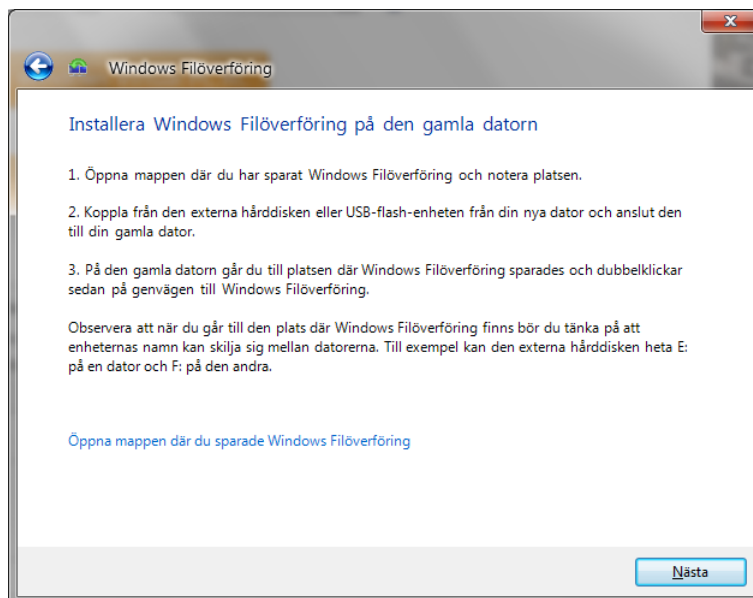 Windows Filöverföring
Installera Windows Filöverföring på den gamla datorn
1. Öppna mappen där du har sparat Windows Filöverföring och notera platsen.
2. Koppla från den externa hårddisken eller USB-flash-enheten från din nya dator och anslut den
till din gamla dator.
3. På den gamla datorn går du till platsen där Windows Filöverföring sparades och dubbelklickar
sedan på genvägen till Windows Filöverföring.
Observera att när du går till den plats där Windows Filöverföring finns bör du tänka på att
enheternas namn kan skilja sig mellan datorerna. Till exempel kan den externa hårddisken heta E:
på en dator och F: på den andra.
Öppna mappen där du sparade Windows Filöverföring
Nästa